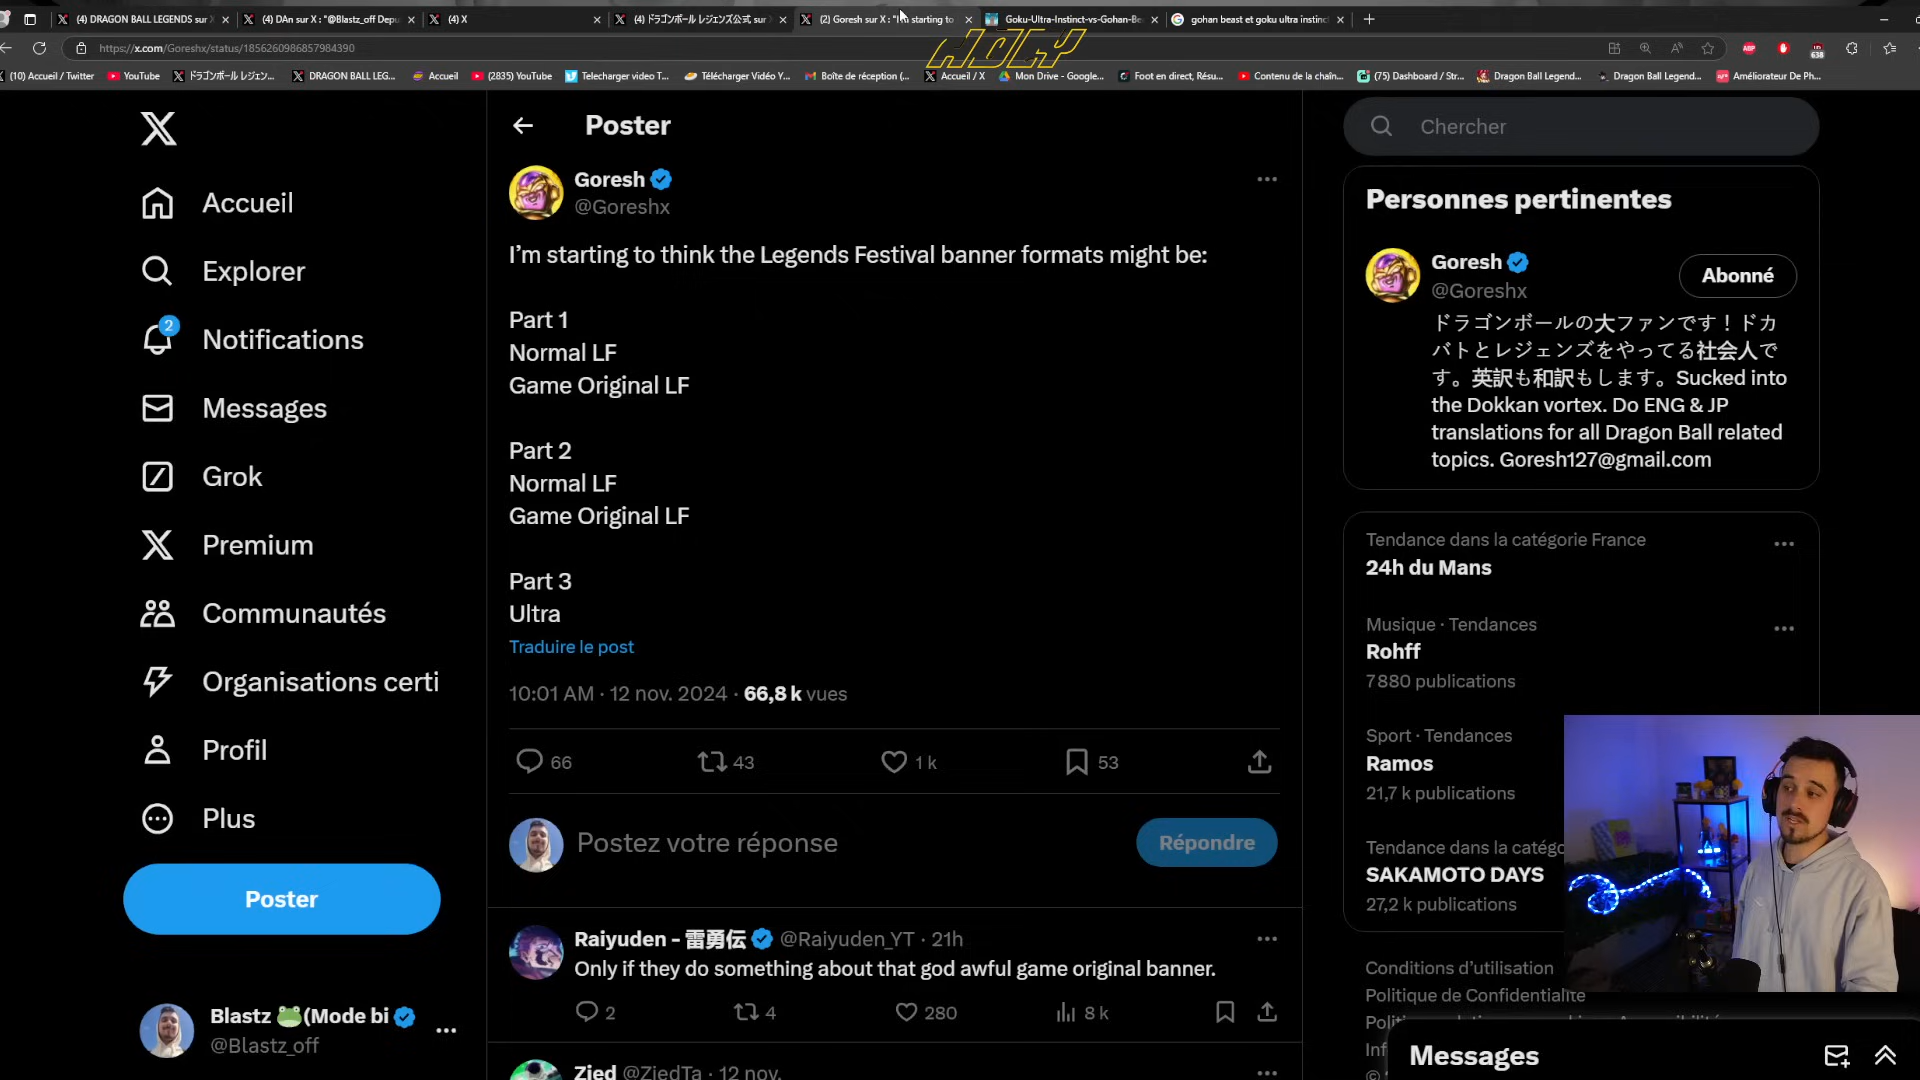 (4) DRAGON BALL LEGENDS sur X
(4) DAn sur X : "@Blastz_off Depu
(4) X
(4) ドラゴンボール レジェンズ公式 sur
(2) Goresh sur X : "I'm starting to
Goku-Ultra-Instinct-vs-Gohan-Be
gohan beast et goku ultra instinc
https://x.com/Goreshx/status/1856260986857984390
(10) Accueil / Twitter
YouTube
ドラゴンボール レジェン...
DRAGON BALL LEG...
Accueil
(2835) YouTube
Telecharger video T...
Télécharger Vidéo Y...
Boîte de réception (...
Accueil / X
Mon Drive - Google...
Foot en direct, Résu...
Contenu de la chaîn...
(75) Dashboard / Str...
Dragon Ball Legend...
Dragon Ball Legend...
Améliorateur De Ph...
Accueil
Explorer
2
Notifications
Messages
Grok
Premium
Communautés
Organisations certi
Profil
Plus
Poster
Blastz 🐸(Mode bi
@Blastz_off
Poster
Goresh
@Goreshx
I'm starting to think the Legends Festival banner formats might be:
Part 1
Normal LF
Game Original LF
Part 2
Normal LF
Game Original LF
Part 3
Ultra
Traduire le post
10:01 AM · 12 nov. 2024 · 66,8 k vues
66
43
1 k
53
Postez votre réponse
Répondre
Raiyuden - 雷勇伝 @Raiyuden_YT · 21h
Only if they do something about that god awful game original banner.
2
4
280
8 k
Zied @ZiedTa · 12 nov.
Chercher
Personnes pertinentes
Goresh
@Goreshx
Abonné
ドラゴンボールの大ファンです！ドカ
バトとレジェンズをやってる社会人で
す。英訳も和訳もします。Sucked into
the Dokkan vortex. Do ENG & JP
translations for all Dragon Ball related
topics. Goresh127@gmail.com
Tendance dans la catégorie France
24h du Mans
Musique · Tendances
Rohff
7 880 publications
Sport · Tendances
Ramos
21,7 k publications
Tendance dans la catégo
SAKAMOTO DAYS
27,2 k publications
Conditions d'utilisation
Politique de Confidentialité
Messages